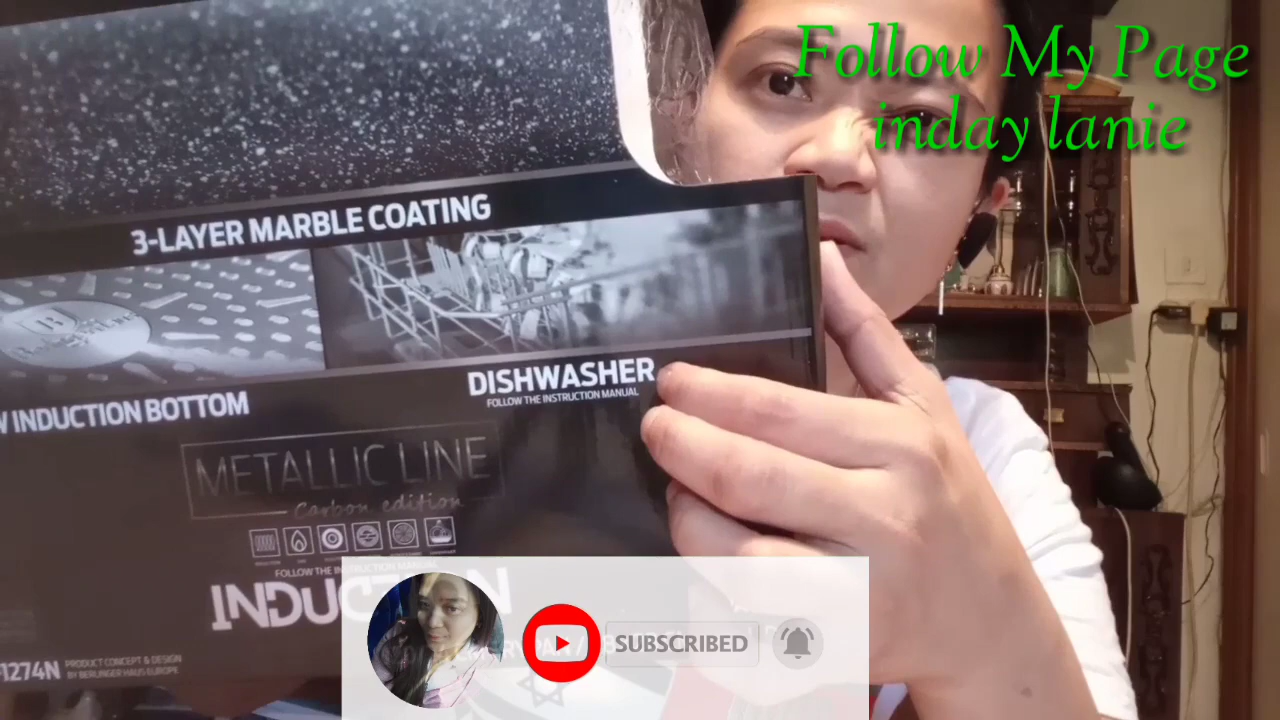 Follow My Page
inday lanie
3-LAYER MARBLE COATING
INDUCTION BOTTOM
DISHWASHER
FOLLOW THE INSTRUCTION MANUAL
METALLIC LINE
Carbon edition
FOLLOW THE INSTRUCTION MANUAL
SUBSCRIBED
1274N
PRODUCT CONCEPT & DESIGN
BY BERLINGER HAUS EUROPE